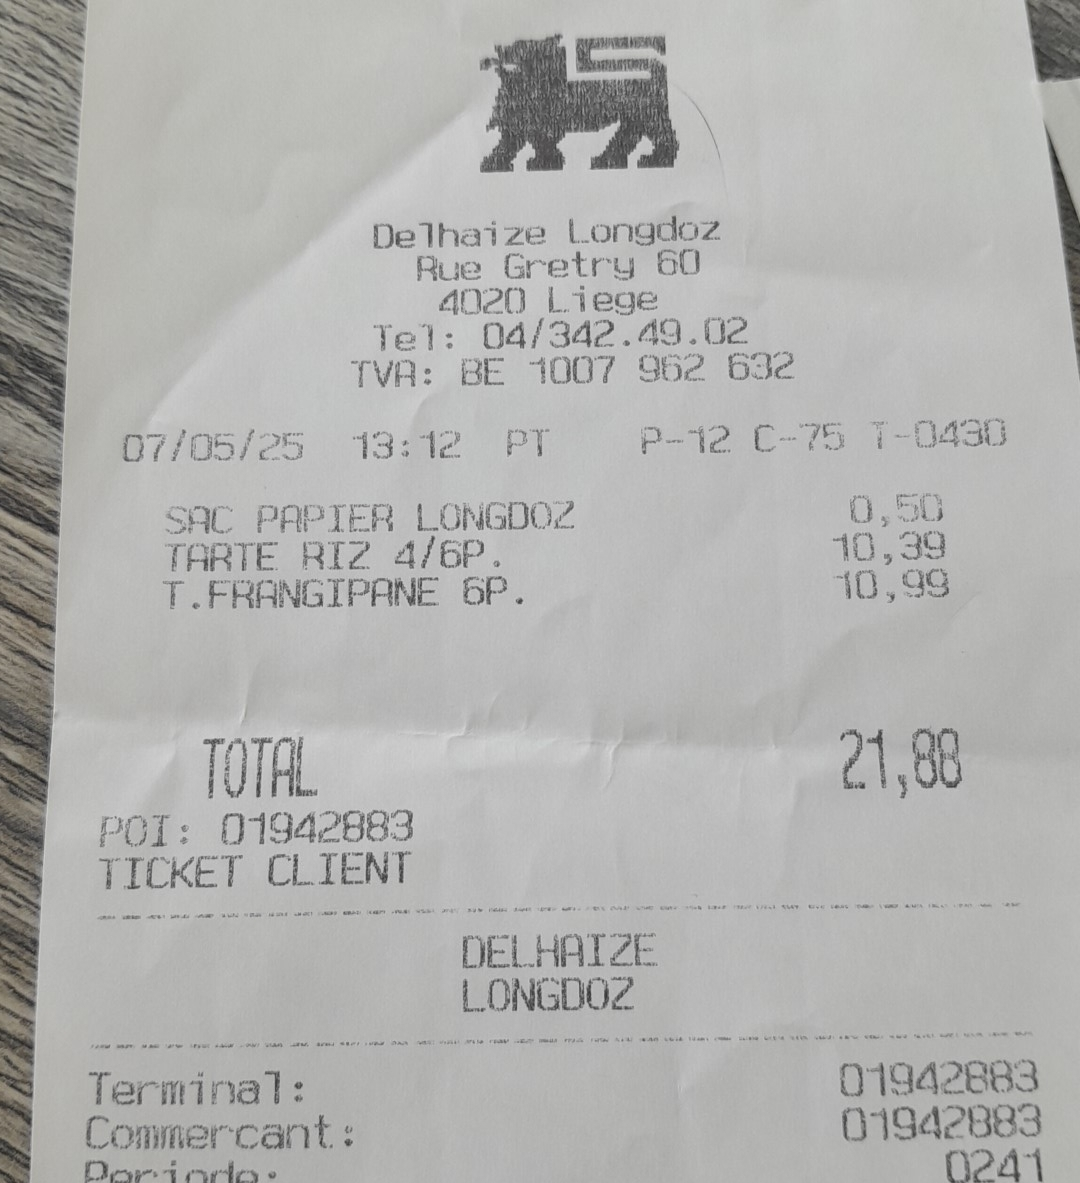 Delhaize Longdoz
Rue Gretry 60
4020 Liege
Tel: 04/342.49.02
TVA: BE 1007 962 632
07/05/25 13:12 PT P-12 C-75 T-0430
SAC PAPIER LONGDOZ 0,50
TARTE RIZ 4/6P. 10,39
T.FRANGIPANE 6P. 10,99
TOTAL 21,88
POI: 01942883
TICKET CLIENT
DELHAIZE
LONGDOZ
Terminal: 01942883
Commercant: 01942883
Periode: 0241